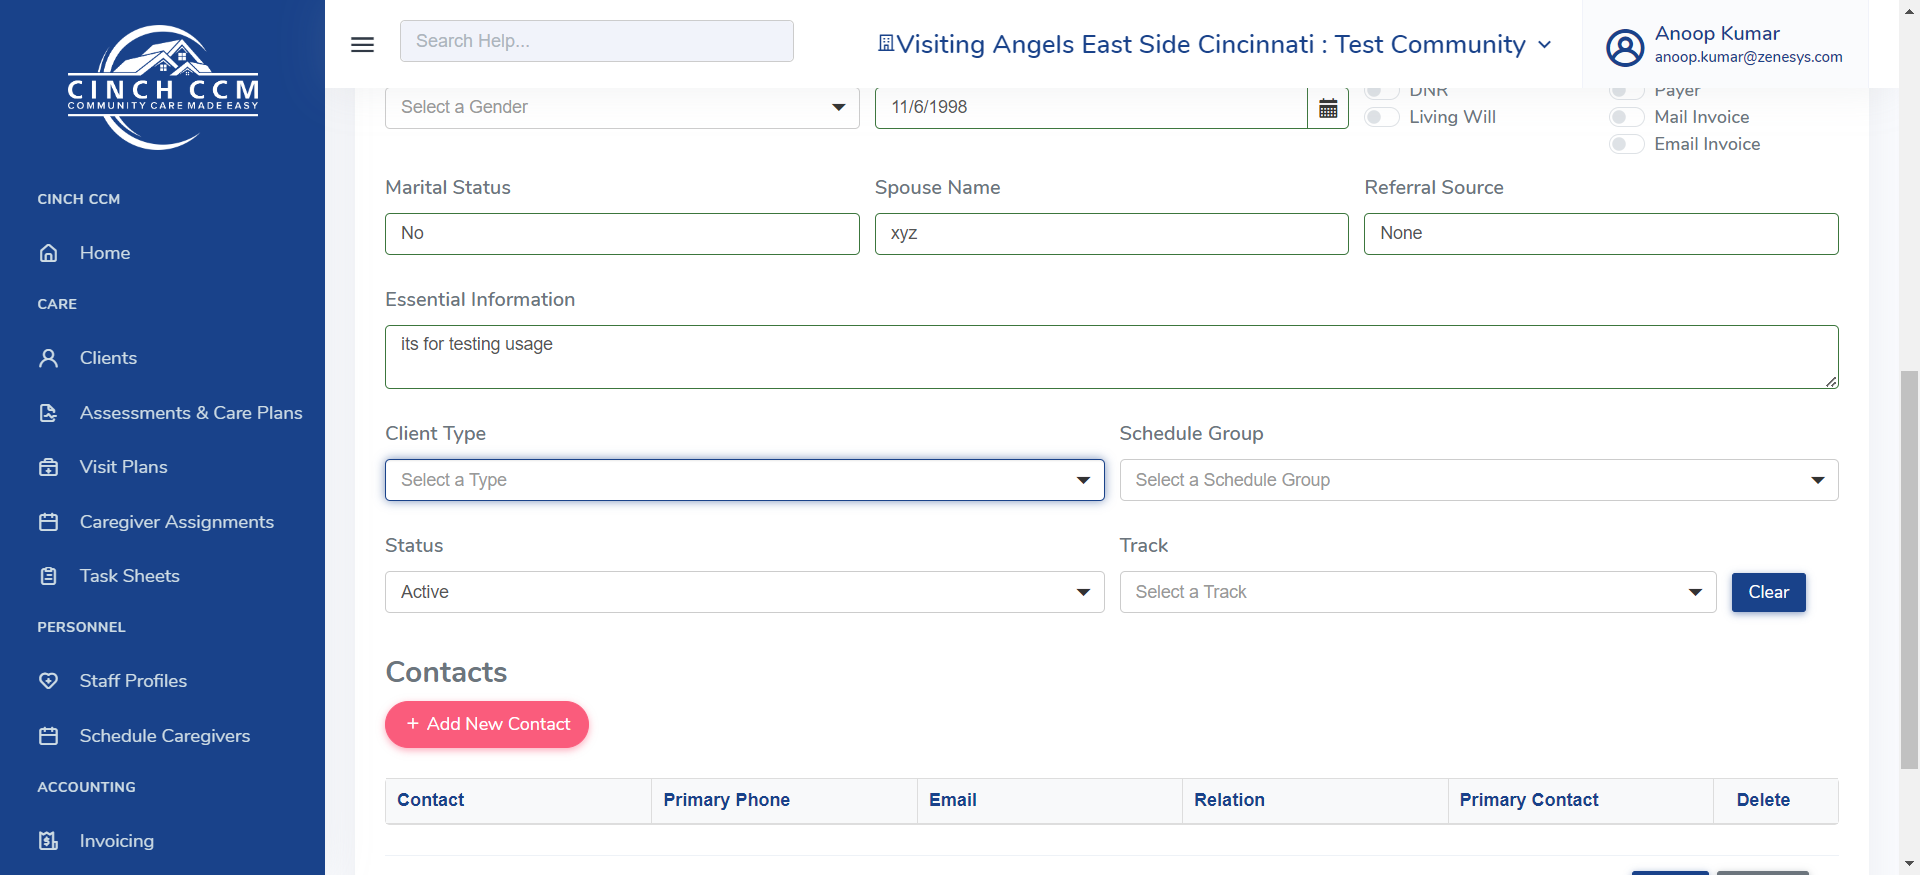 CINCH CCM
COMMUNITY CARE MADE EASY
CINCH CCM
Home
CARE
Clients
Assessments & Care Plans
Visit Plans
Caregiver Assignments
Task Sheets
PERSONNEL
Staff Profiles
Schedule Caregivers
ACCOUNTING
Invoicing
Search Help...
Visiting Angels East Side Cincinnati : Test Community
Anoop Kumar
anoop.kumar@zenesys.com
Select a Gender
11/6/1998
DNR
Living Will
Payer
Mail Invoice
Email Invoice
Marital Status
Spouse Name
Referral Source
No
xyz
None
Essential Information
its for testing usage
Client Type
Schedule Group
Select a Type
Select a Schedule Group
Status
Track
Active
Select a Track
Clear
Contacts
+ Add New Contact
Contact
Primary Phone
Email
Relation
Primary Contact
Delete